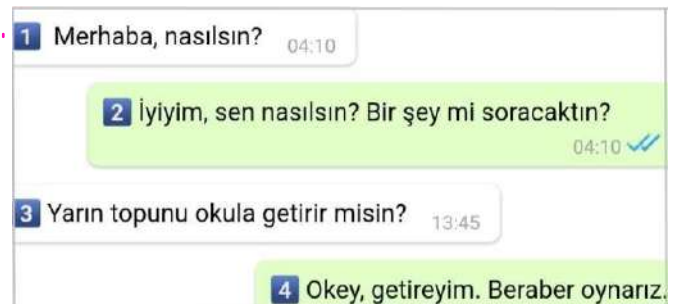 1 Merhaba, nasılsın? 04:10
2 İyiyim, sen nasılsın? Bir şey mi soracaktın?
04:10
3 Yarın topunu okula getirir misin? 13:45
4 Okey, getireyim. Beraber oynarız.